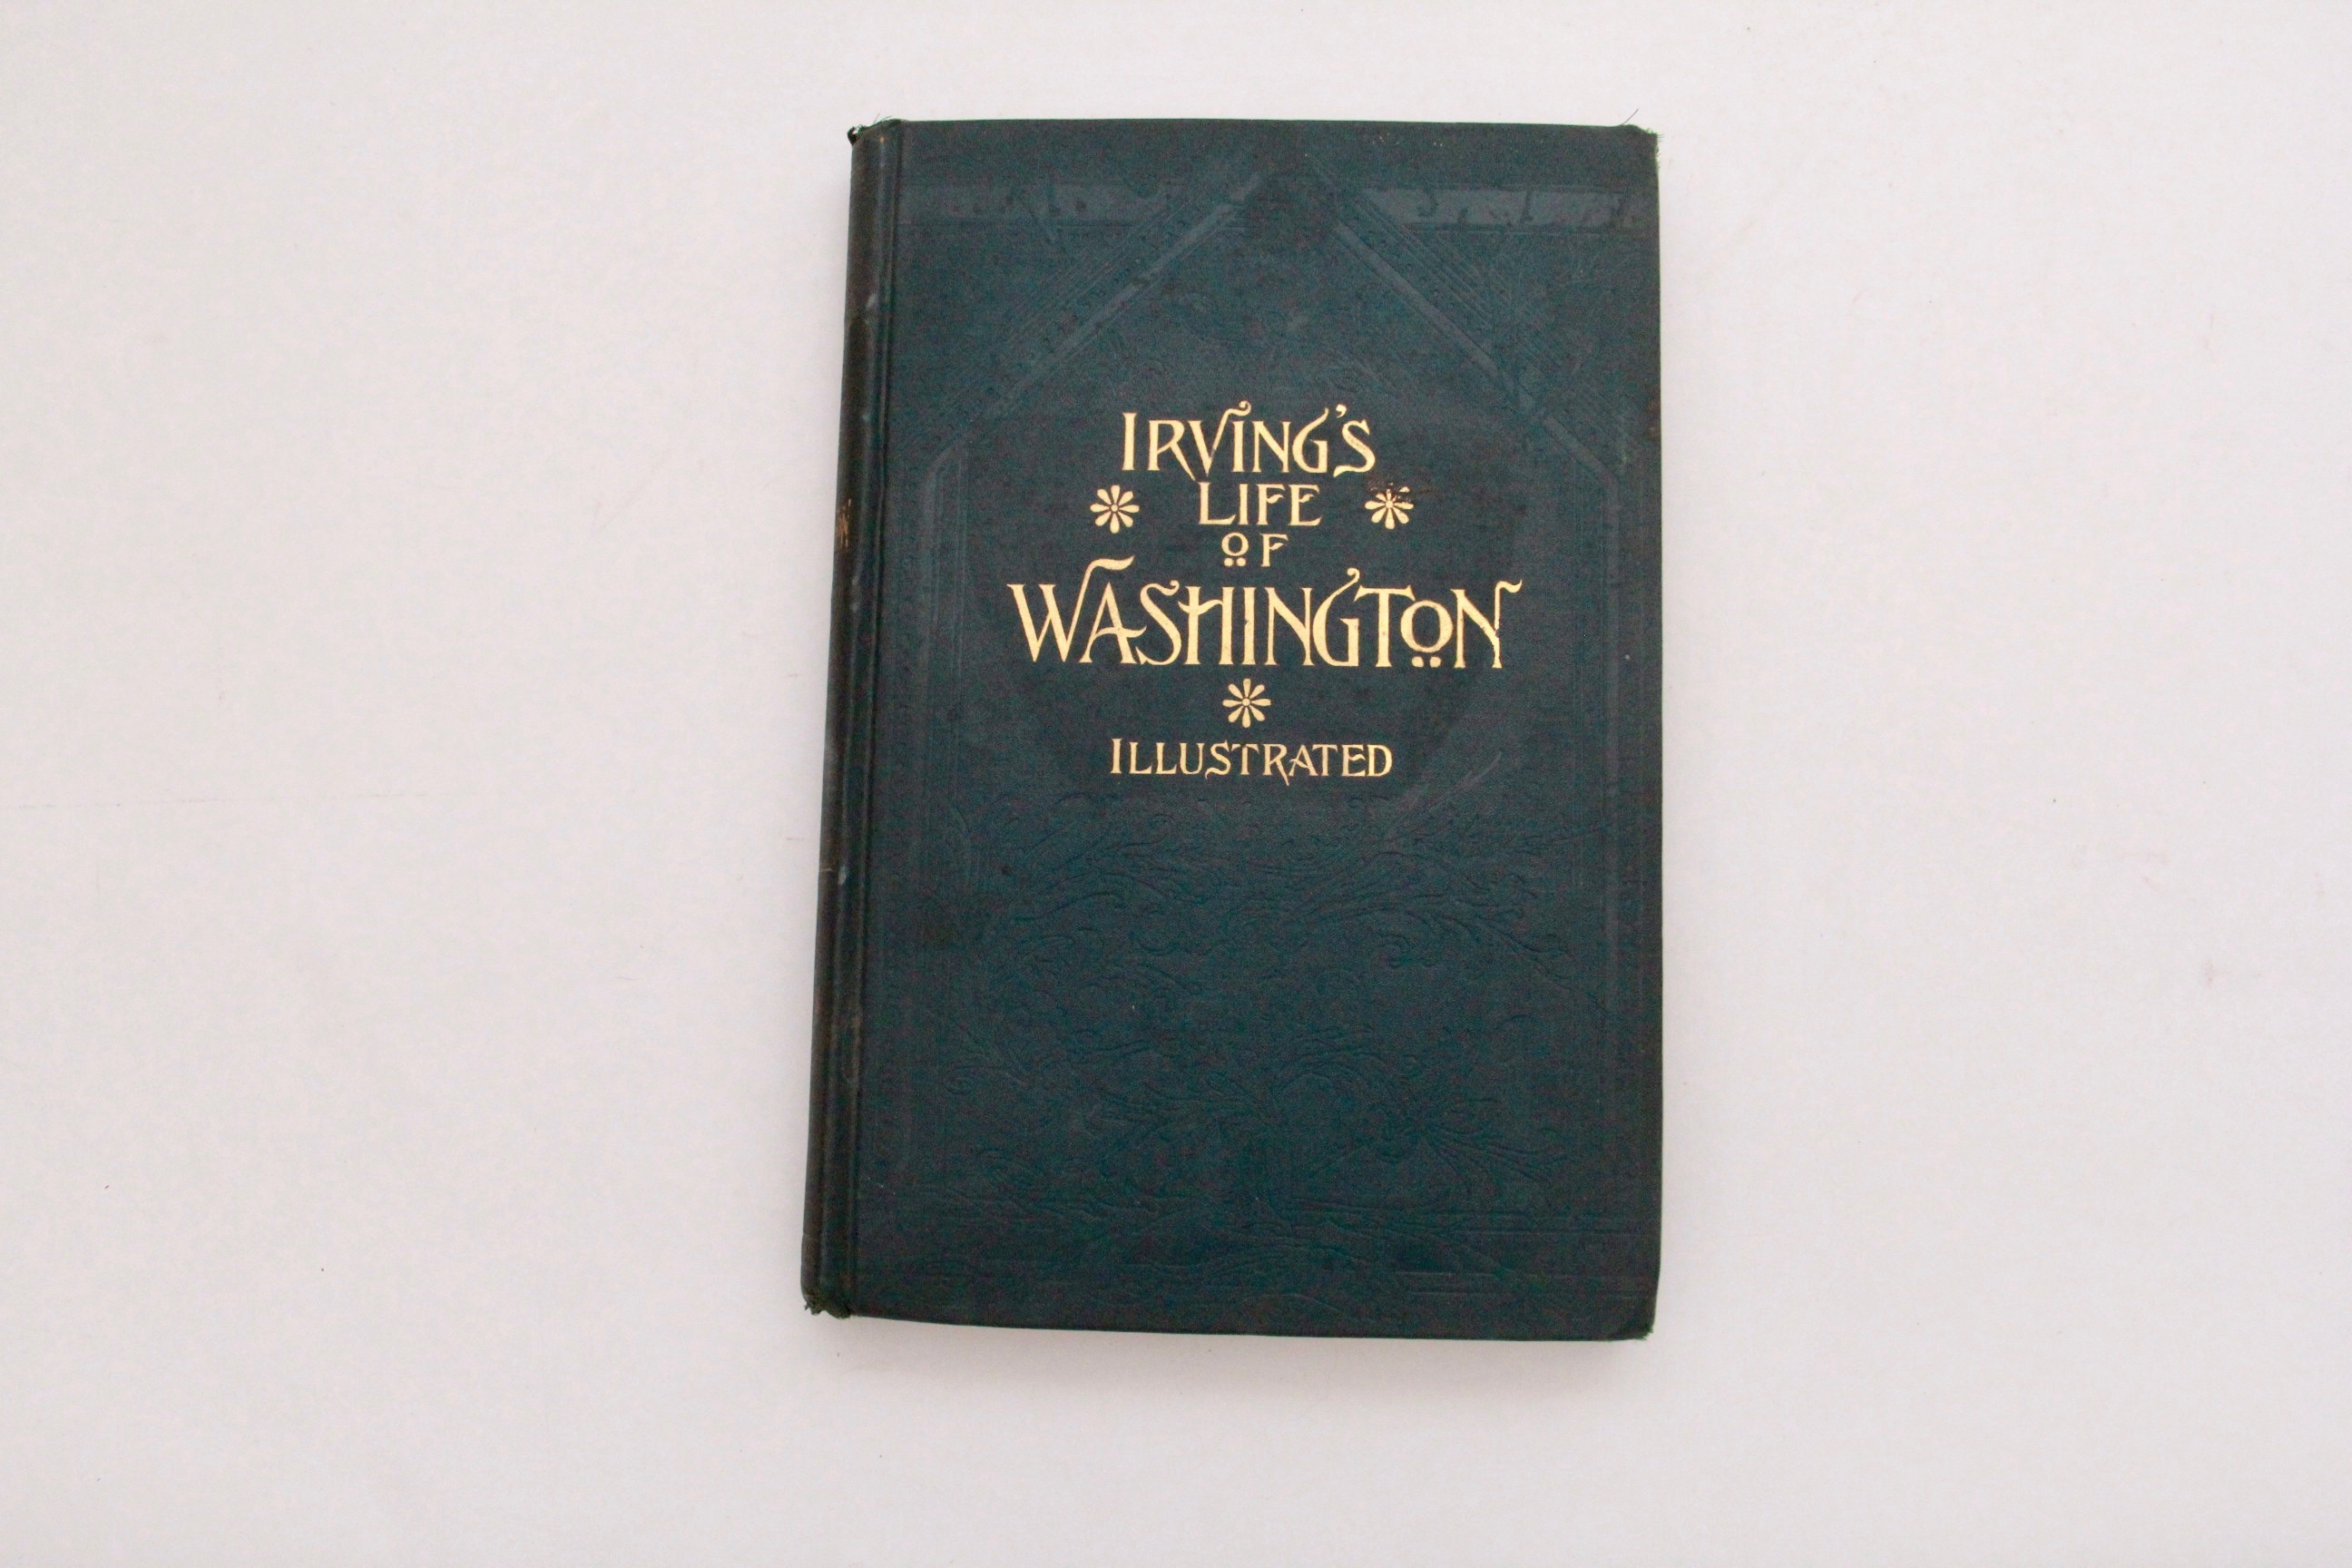 IRVING'S
LIFE
OF
WASHINGTON
ILLUSTRATED